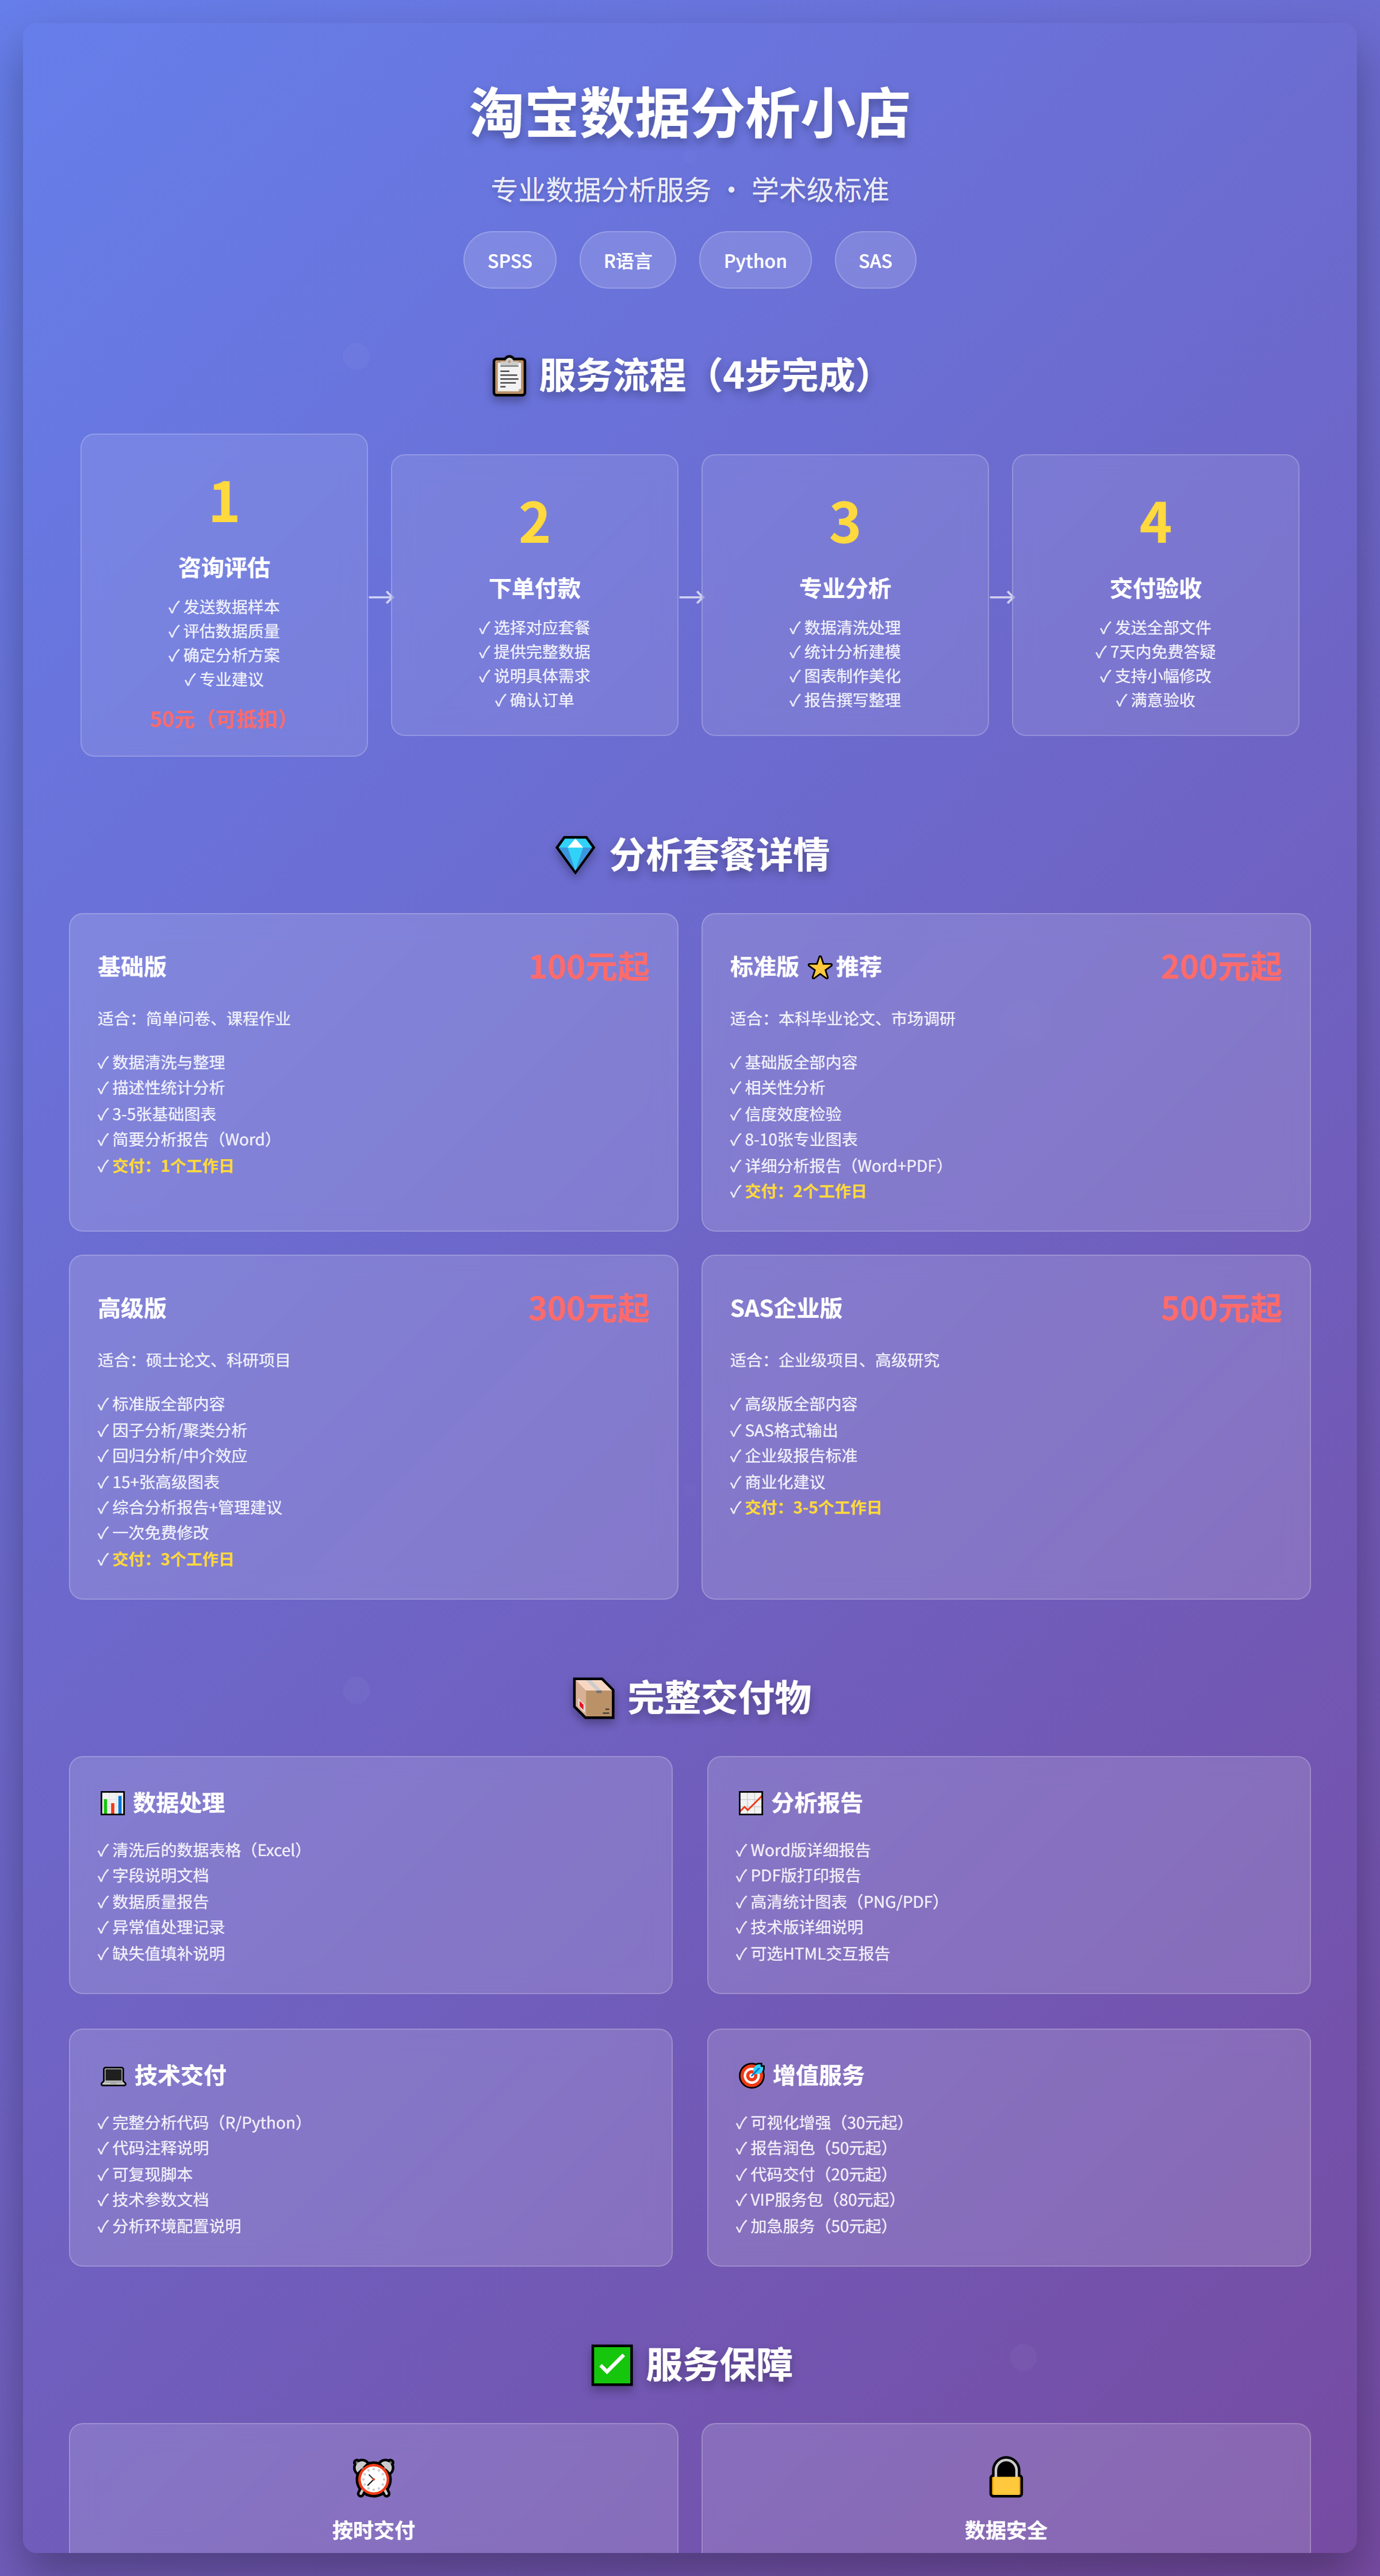 淘宝数据分析小店
专业数据分析服务 • 学术级标准
SPSS
R语言
Python
SAS
📋 服务流程（4步完成）
1
咨询评估
✓ 发送数据样本
✓ 评估数据质量
✓ 确定分析方案
✓ 专业建议
50元（可抵扣）
→
2
下单付款
✓ 选择对应套餐
✓ 提供完整数据
✓ 说明具体需求
✓ 确认订单
→
3
专业分析
✓ 数据清洗处理
✓ 统计分析建模
✓ 图表制作美化
✓ 报告撰写整理
→
4
交付验收
✓ 发送全部文件
✓ 7天内免费答疑
✓ 支持小幅修改
✓ 满意验收
💎 分析套餐详情
基础版 100元起
适合：简单问卷、课程作业
✓ 数据清洗与整理
✓ 描述性统计分析
✓ 3-5张基础图表
✓ 简要分析报告（Word）
✓ 交付：1个工作日
标准版 ⭐推荐 200元起
适合：本科毕业论文、市场调研
✓ 基础版全部内容
✓ 相关性分析
✓ 信度效度检验
✓ 8-10张专业图表
✓ 详细分析报告（Word+PDF）
✓ 交付：2个工作日
高级版 300元起
适合：硕士论文、科研项目
✓ 标准版全部内容
✓ 因子分析/聚类分析
✓ 回归分析/中介效应
✓ 15+张高级图表
✓ 综合分析报告+管理建议
✓ 一次免费修改
✓ 交付：3个工作日
SAS企业版 500元起
适合：企业级项目、高级研究
✓ 高级版全部内容
✓ SAS格式输出
✓ 企业级报告标准
✓ 商业化建议
✓ 交付：3-5个工作日
📦 完整交付物
📊 数据处理
✓ 清洗后的数据表格（Excel）
✓ 字段说明文档
✓ 数据质量报告
✓ 异常值处理记录
✓ 缺失值填补说明
📈 分析报告
✓ Word版详细报告
✓ PDF版打印报告
✓ 高清统计图表（PNG/PDF）
✓ 技术版详细说明
✓ 可选HTML交互报告
💻 技术交付
✓ 完整分析代码（R/Python）
✓ 代码注释说明
✓ 可复现脚本
✓ 技术参数文档
✓ 分析环境配置说明
🎯 增值服务
✓ 可视化增强（30元起）
✓ 报告润色（50元起）
✓ 代码交付（20元起）
✓ VIP服务包（80元起）
✓ 加急服务（50元起）
✅ 服务保障
⏰
按时交付
🔒
数据安全